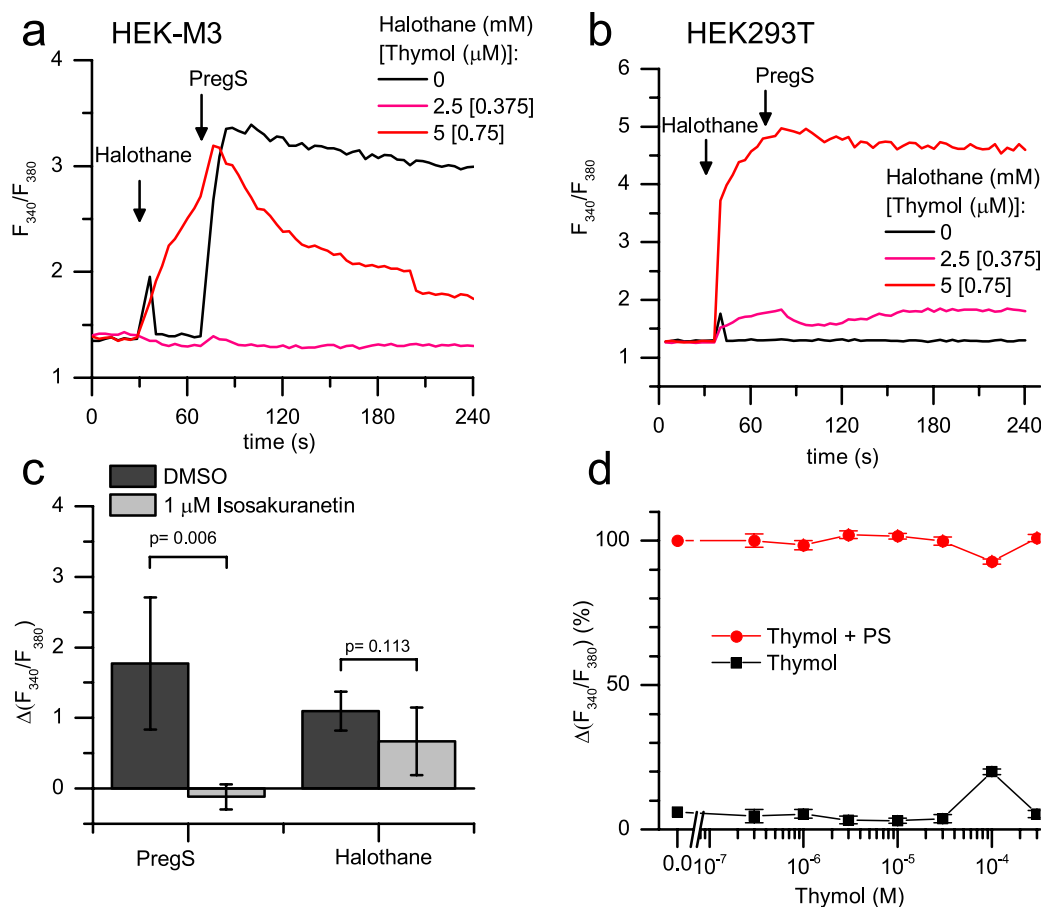 a
HEK-M3
Halothane (mM)
[Thymol (μM)]:
0
2.5 [0.375]
5 [0.75]
PregS
Halothane
F340/F380
4
3
2
1
0
60
120
180
240
time (s)
b
HEK293T
PregS
Halothane
Halothane (mM)
[Thymol (μM)]:
0
2.5 [0.375]
5 [0.75]
F340/F380
6
5
4
3
2
1
0
60
120
180
240
time (s)
c
DMSO
1 μM Isosakuranetin
p= 0.006
p= 0.113
Δ(F340/F380)
4
3
2
1
0
PregS
Halothane
d
Δ(F340/F380) (%)
100
50
0
Thymol + PS
Thymol
0.0
10-7
10-6
10-5
10-4
Thymol (M)